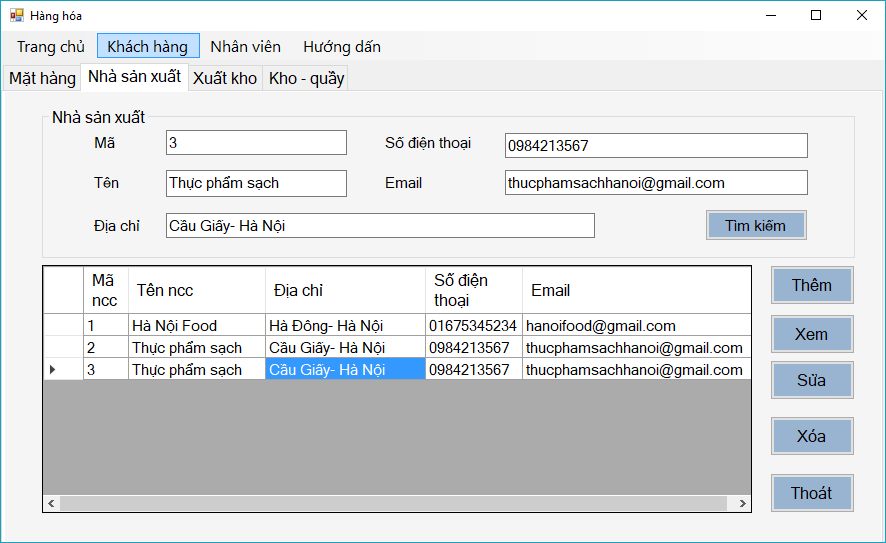 Hàng hóa
Trang chủ Khách hàng Nhân viên Hướng dấn
Mặt hàng Nhà sản xuất Xuất kho Kho - quầy
Nhà sản xuất
Mã 3 Số điện thoại 0984213567
Tên Thực phẩm sạch Email thucphamsachhanoi@gmail.com
Địa chỉ Cầu Giấy- Hà Nội Tìm kiếm
Mã ncc Tên ncc Địa chỉ Số điện thoại Email
1 Hà Nội Food Hà Đông- Hà Nội 01675345234 hanoifood@gmail.com
2 Thực phẩm sạch Cầu Giấy- Hà Nội 0984213567 thucphamsachhanoi@gmail.com
3 Thực phẩm sạch Cầu Giấy- Hà Nội 0984213567 thucphamsachhanoi@gmail.com
Thêm
Xem
Sửa
Xóa
Thoát